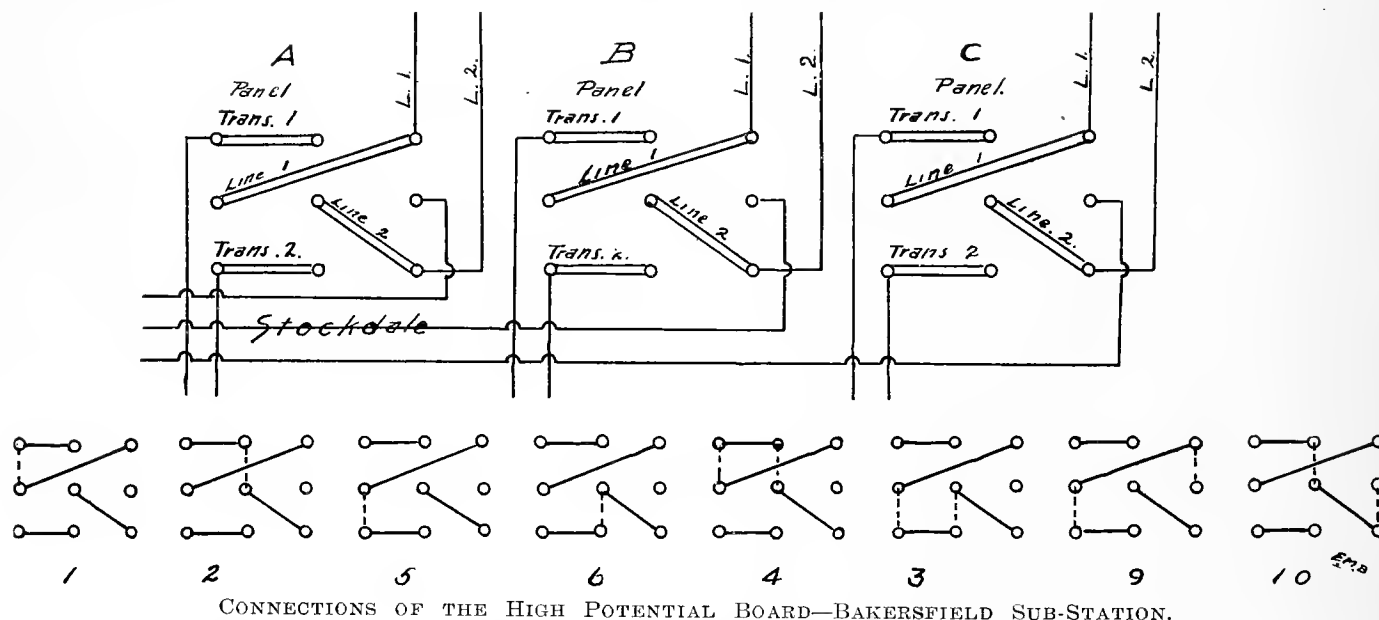 A B C
Panel Panel Panel.
L. 1. L. 2. L. 1. L. 2. L. 1. L. 2.
Trans. 1 Trans. 1 Trans. 1
Line 1 Line 1 Line 1
Line 2 Line 2 Line. 2.
Trans. 2. Trans. 2. Trans 2
Stockdale
1 2 5 6 4 3 9 10
E.M.B
CONNECTIONS OF THE HIGH POTENTIAL BOARD—BAKERSFIELD SUB-STATION.